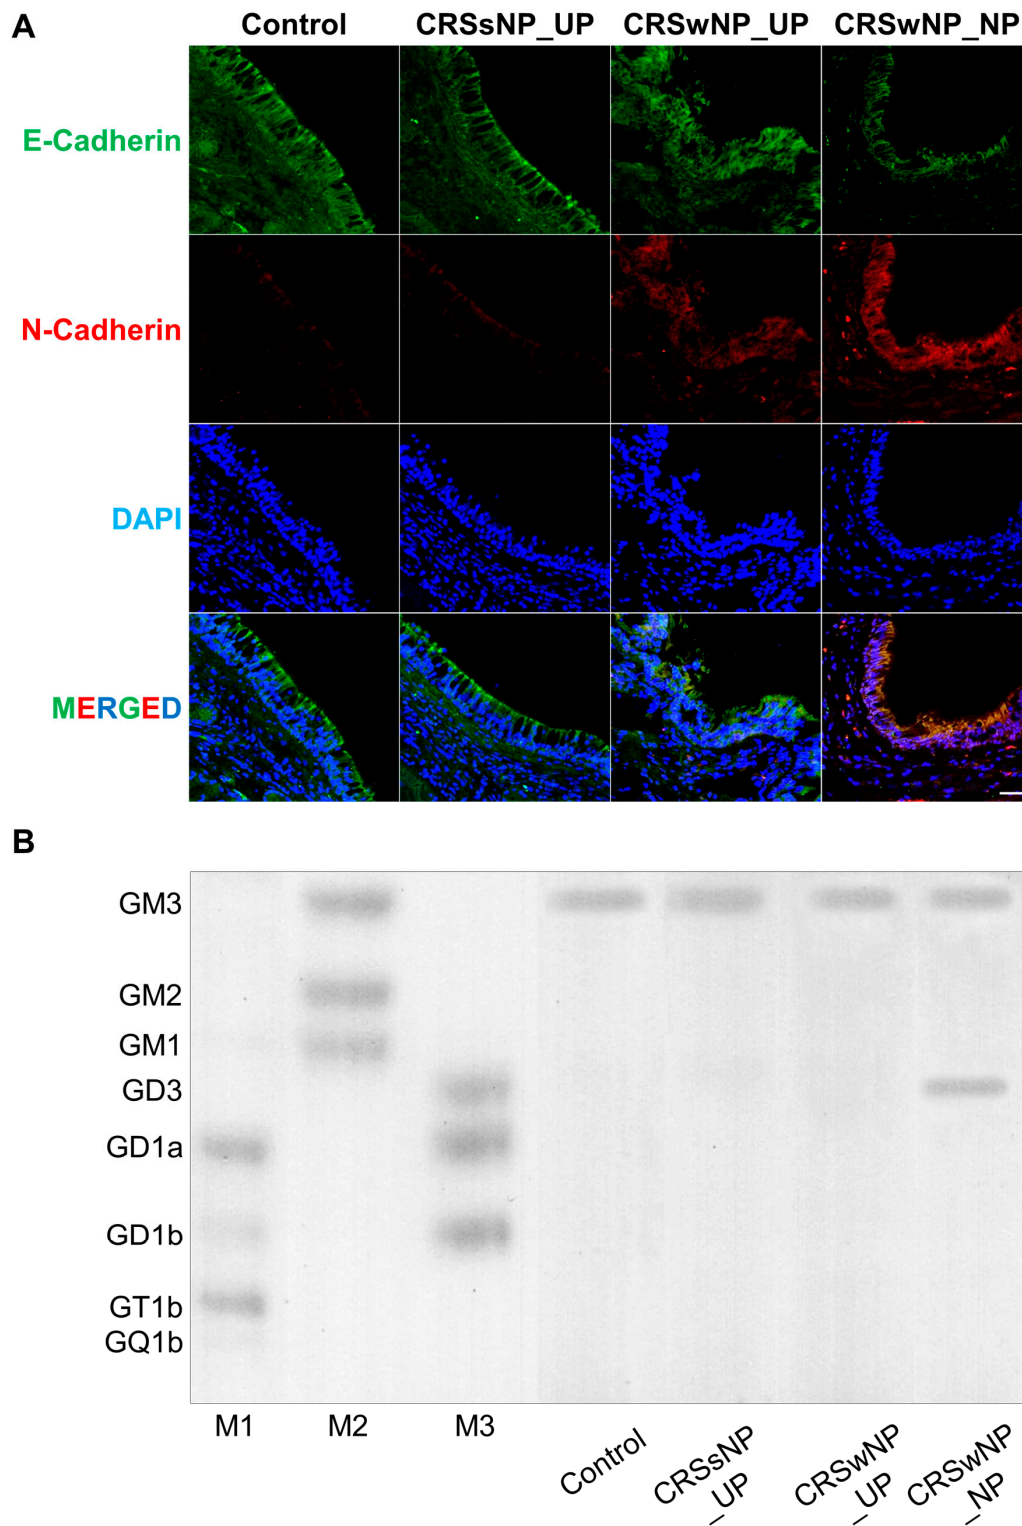 A
Control CRSsNP_UP CRSwNP_UP CRSwNP_NP
E-Cadherin
N-Cadherin
DAPI
MERGED
B
GM3
GM2
GM1
GD3
GD1a
GD1b
GT1b
GQ1b
M1 M2 M3
Control
CRSsNP
_UP
CRSwNP
_UP
CRSwNP
_NP